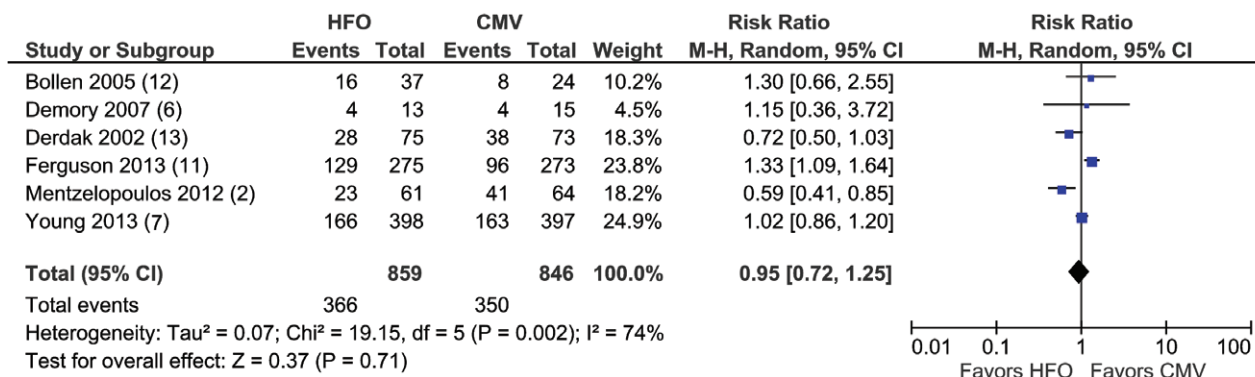 HFO CMV Risk Ratio Risk Ratio
Study or Subgroup Events Total Events Total Weight M-H, Random, 95% CI M-H, Random, 95% CI
Bollen 2005 (12) 16 37 8 24 10.2% 1.30 [0.66, 2.55]
Demory 2007 (6) 4 13 4 15 4.5% 1.15 [0.36, 3.72]
Derdak 2002 (13) 28 75 38 73 18.3% 0.72 [0.50, 1.03]
Ferguson 2013 (11) 129 275 96 273 23.8% 1.33 [1.09, 1.64]
Mentzelopoulos 2012 (2) 23 61 41 64 18.2% 0.59 [0.41, 0.85]
Young 2013 (7) 166 398 163 397 24.9% 1.02 [0.86, 1.20]
Total (95% CI) 859 846 100.0% 0.95 [0.72, 1.25]
Total events 366 350
Heterogeneity: Tau² = 0.07; Chi² = 19.15, df = 5 (P = 0.002); I² = 74%
Test for overall effect: Z = 0.37 (P = 0.71)
0.01 0.1 1 10 100
Favors HFO Favors CMV